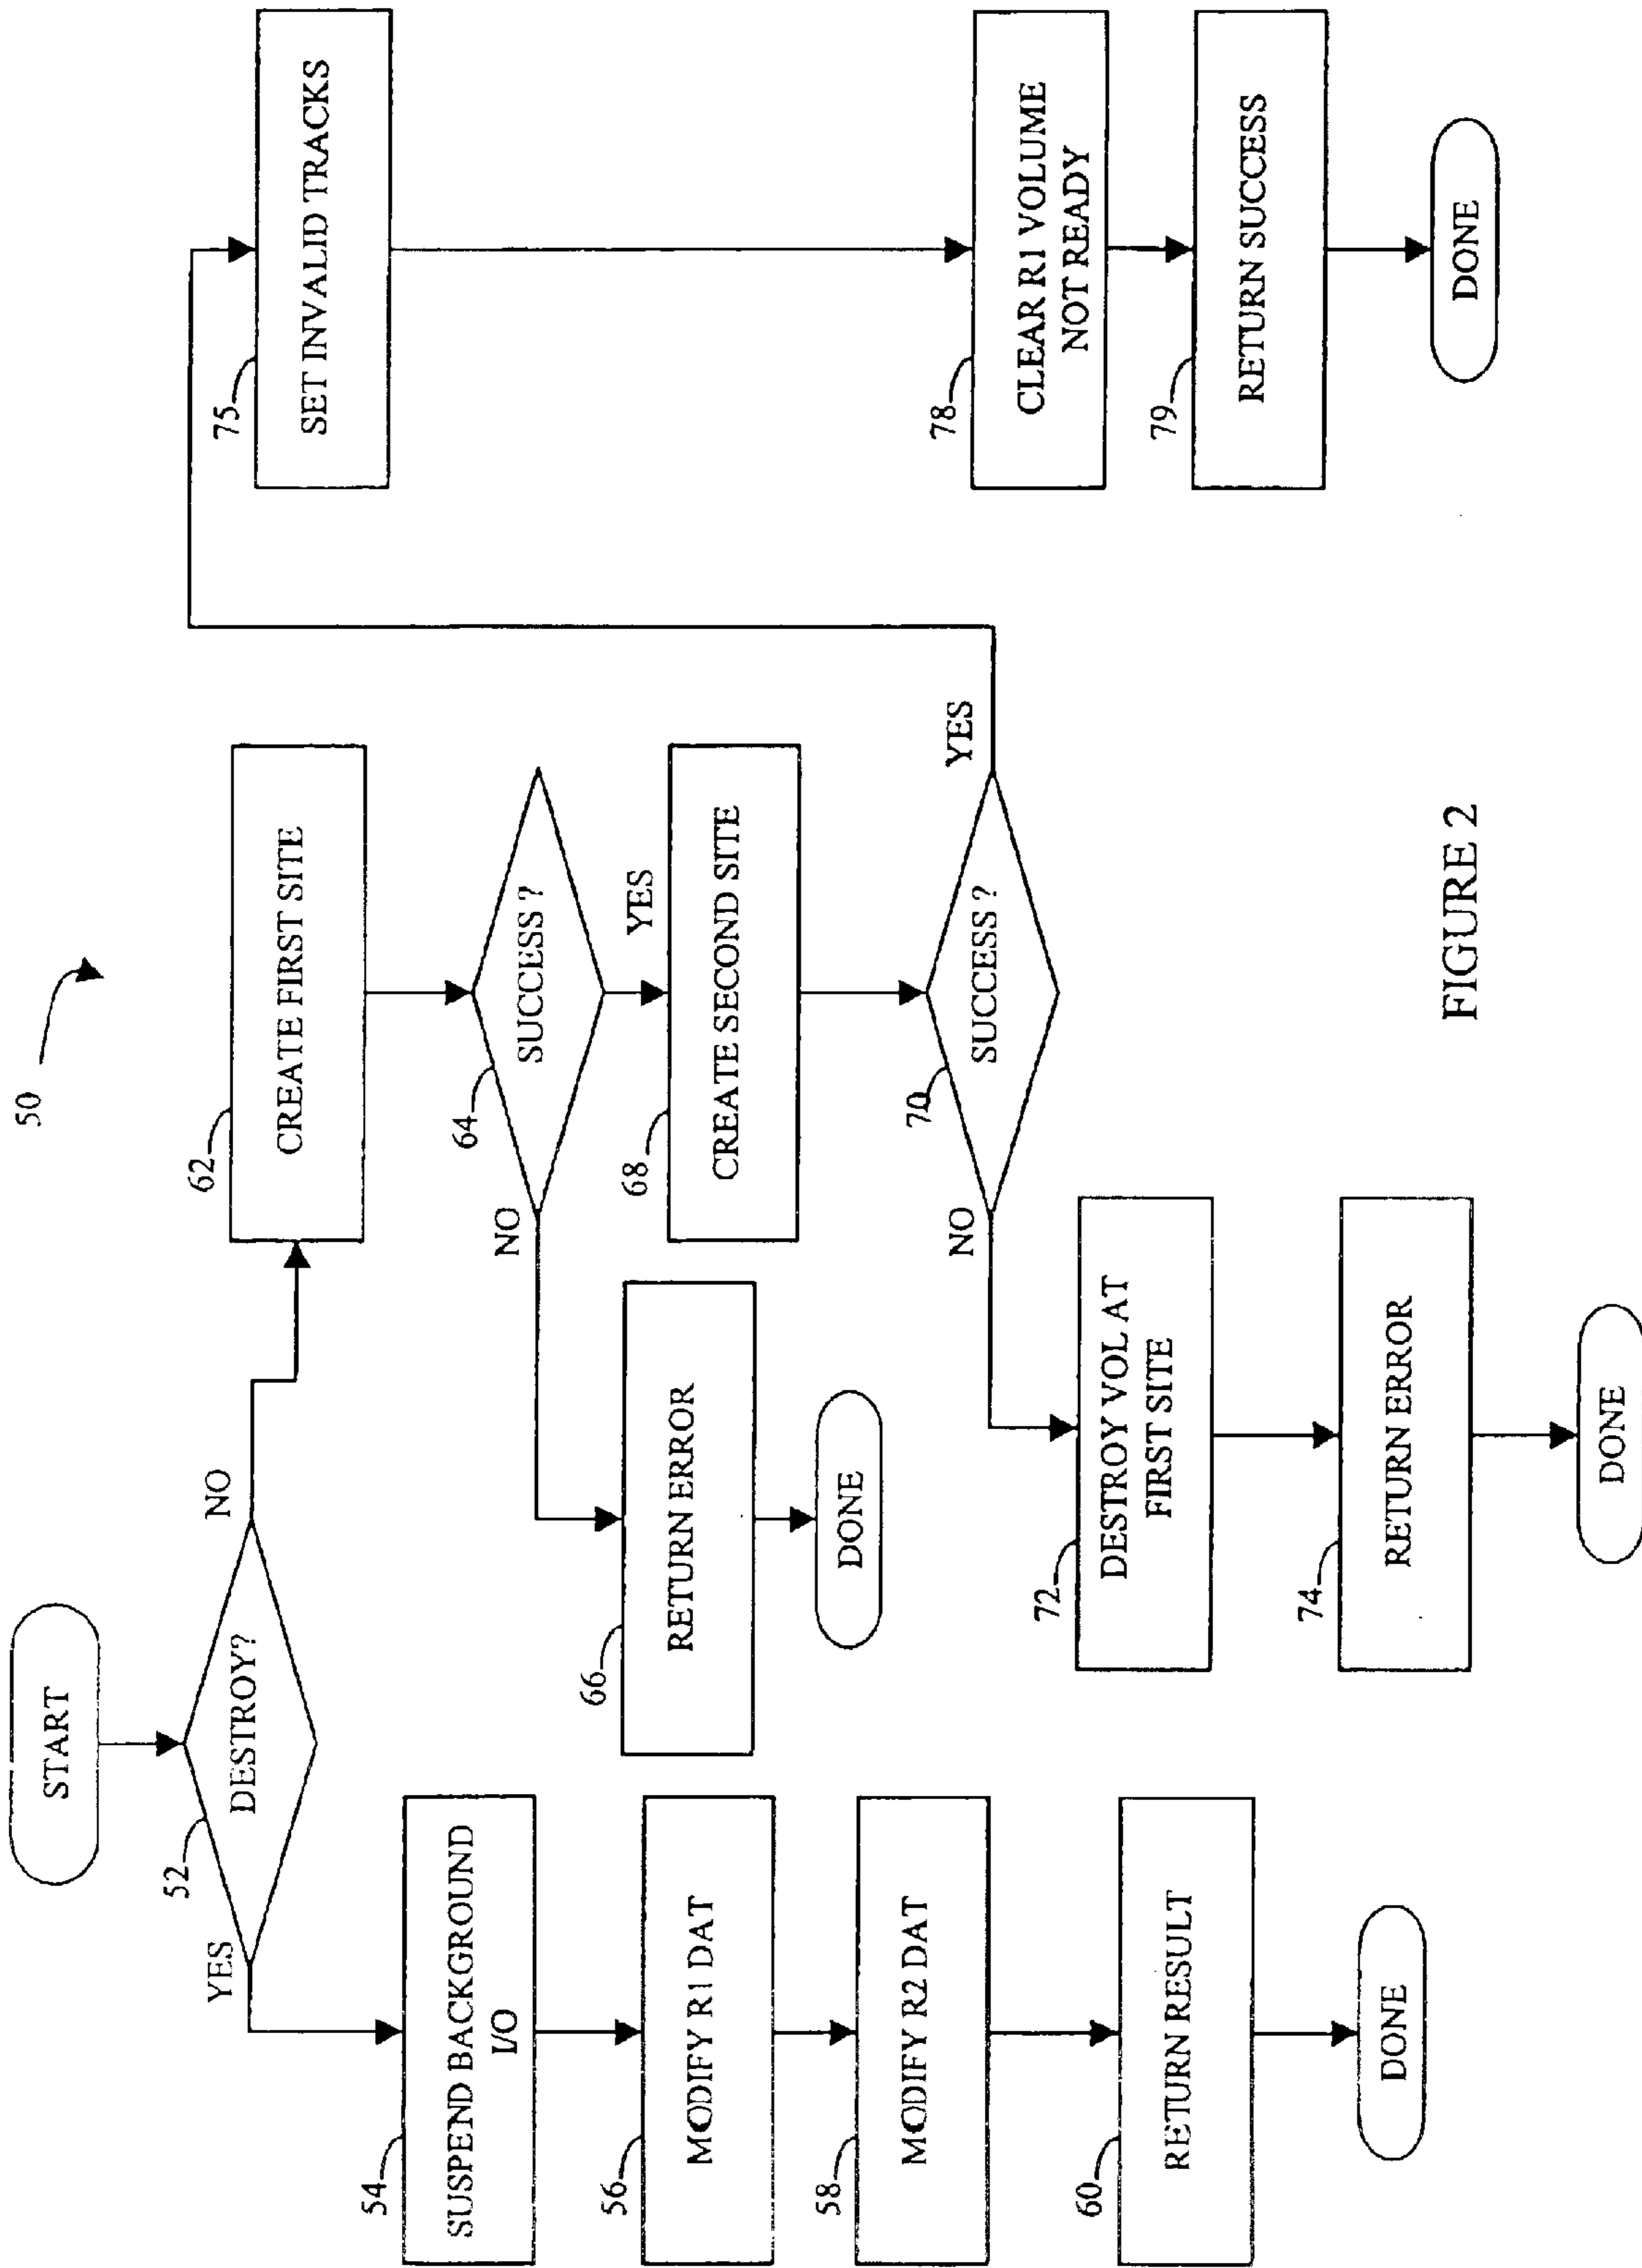 50
START
52
DESTROY?
YES
NO
54
SUSPEND BACKGROUND
I/O
56
MODIFY R1 DAT
58
MODIFY R2 DAT
60
RETURN RESULT
DONE
62
CREATE FIRST SITE
64
SUCCESS ?
NO
YES
66
RETURN ERROR
DONE
68
CREATE SECOND SITE
70
SUCCESS ?
NO
YES
72
DESTROY VOL AT
FIRST SITE
74
RETURN ERROR
DONE
75
SET INVALID TRACKS
78
CLEAR R1 VOLUME
NOT READY
79
RETURN SUCCESS
DONE
FIGURE 2